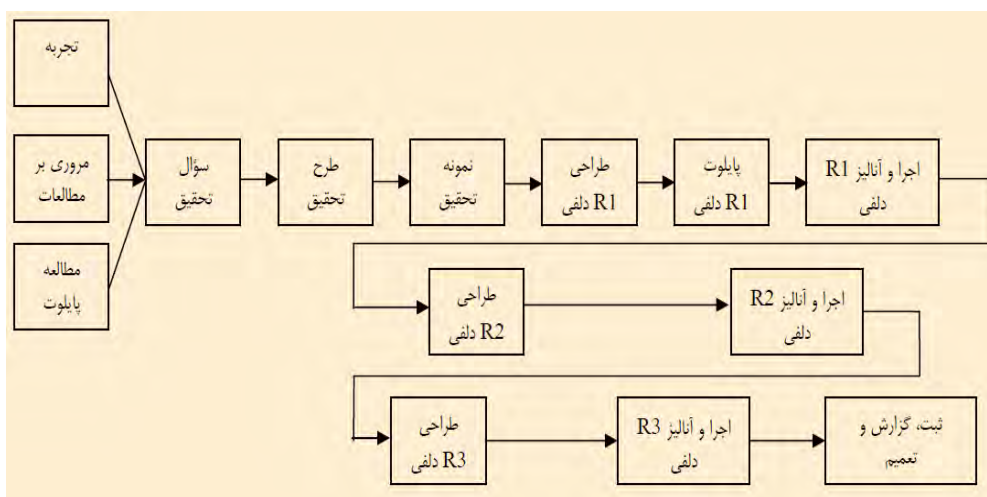 تجربه
مروری بر
مطالعات
مطالعه
پایلوت
سؤال
تحقیق
طرح
تحقیق
نمونه
تحقیق
طراحی
R1 دلفی
پایلوت
R1 دلفی
اجرا و آنالیز R1
دلفی
طراحی
R2 دلفی
اجرا و آنالیز R2
دلفی
طراحی
R3 دلفی
اجرا و آنالیز R3
دلفی
ثبت، گزارش و
تعمیم